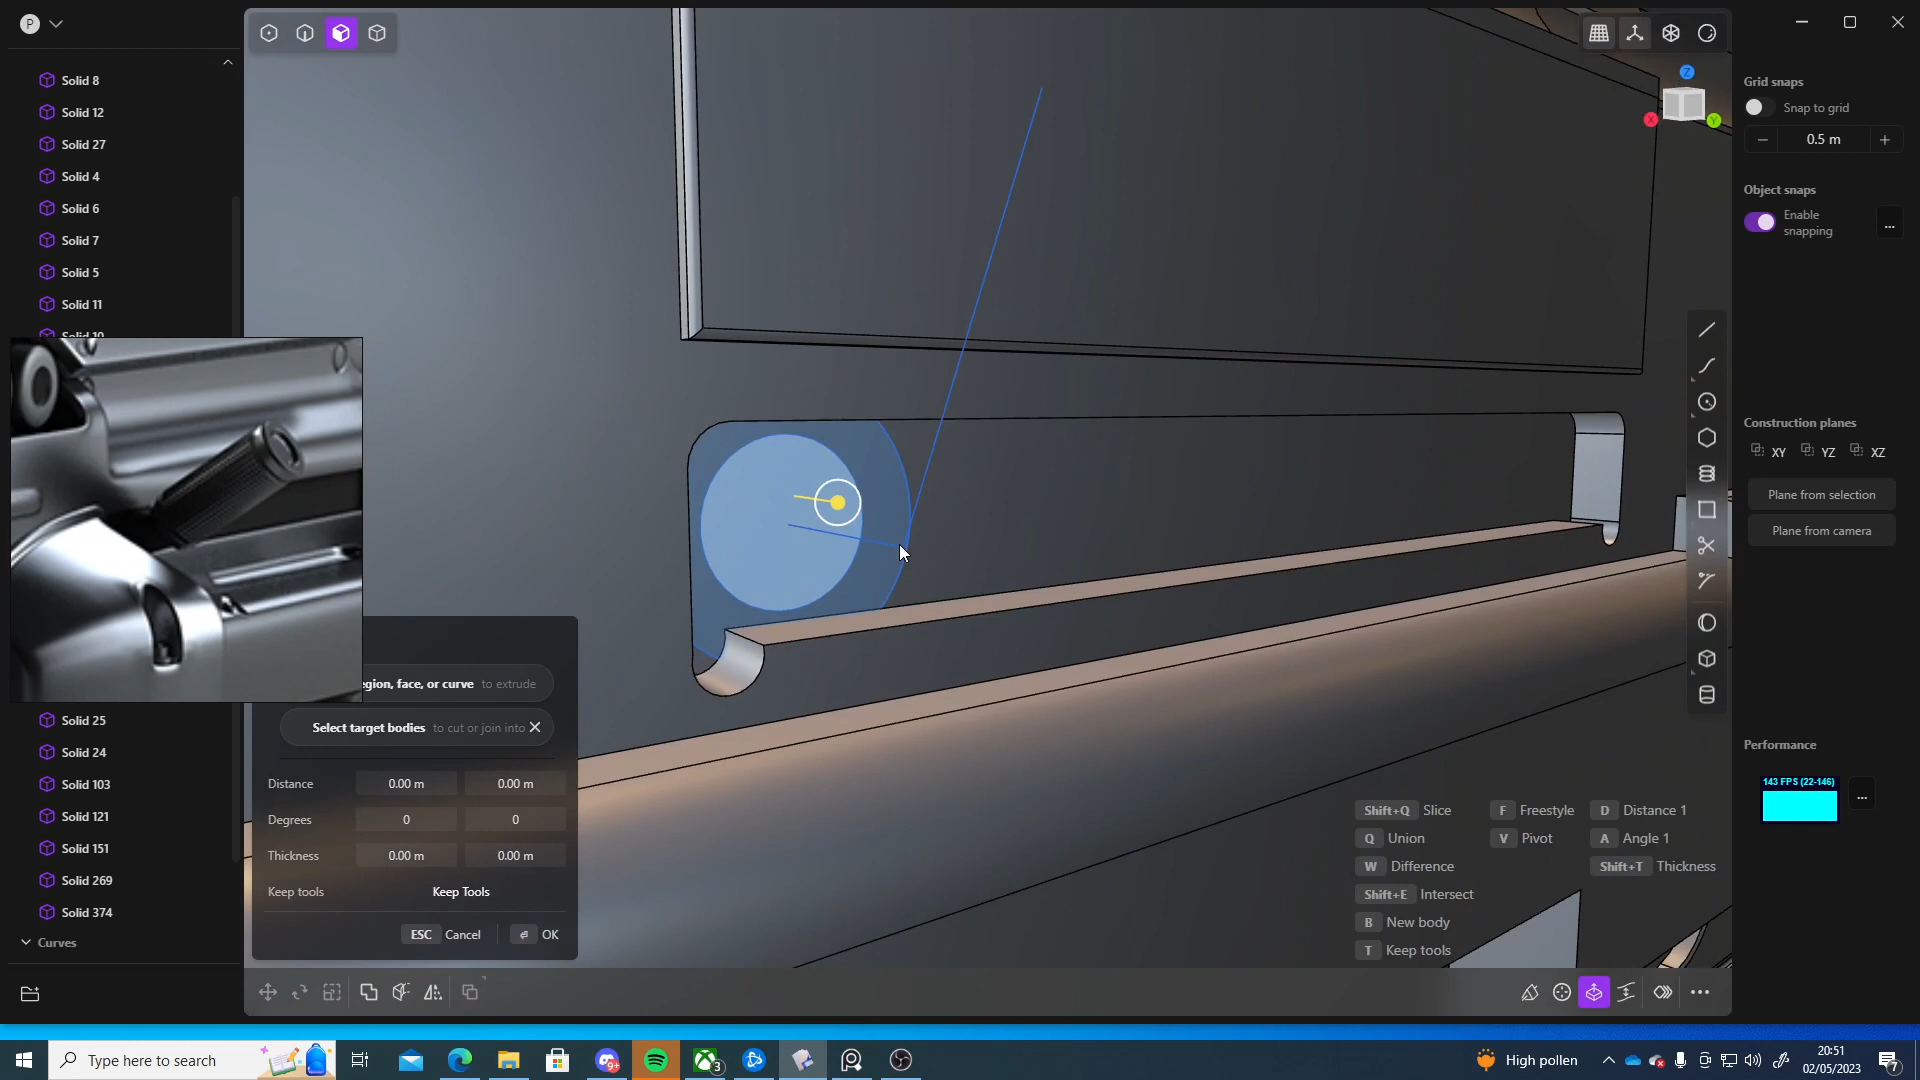 P
Solid 8
Solid 12
Solid 27
Solid 4
Solid 6
Solid 7
Solid 5
Solid 11
Solid 10
Solid 25
Solid 24
Solid 103
Solid 121
Solid 151
Solid 269
Solid 374
Curves
egion, face, or curve to extrude
Select target bodies to cut or join into
Distance 0.00 m 0.00 m
Degrees 0 0
Thickness 0.00 m 0.00 m
Keep tools Keep Tools
ESC Cancel OK
Z
X
Y
Shift+Q Slice F Freestyle D Distance 1
Q Union V Pivot A Angle 1
W Difference Shift+T Thickness
Shift+E Intersect
B New body
T Keep tools
Grid snaps
Snap to grid
0.5 m
Object snaps
Enable
snapping
...
Construction planes
XY YZ XZ
Plane from selection
Plane from camera
Performance
143 FPS (22-146)
...
Type here to search
9+
3
High pollen
20:51
02/05/2023
7